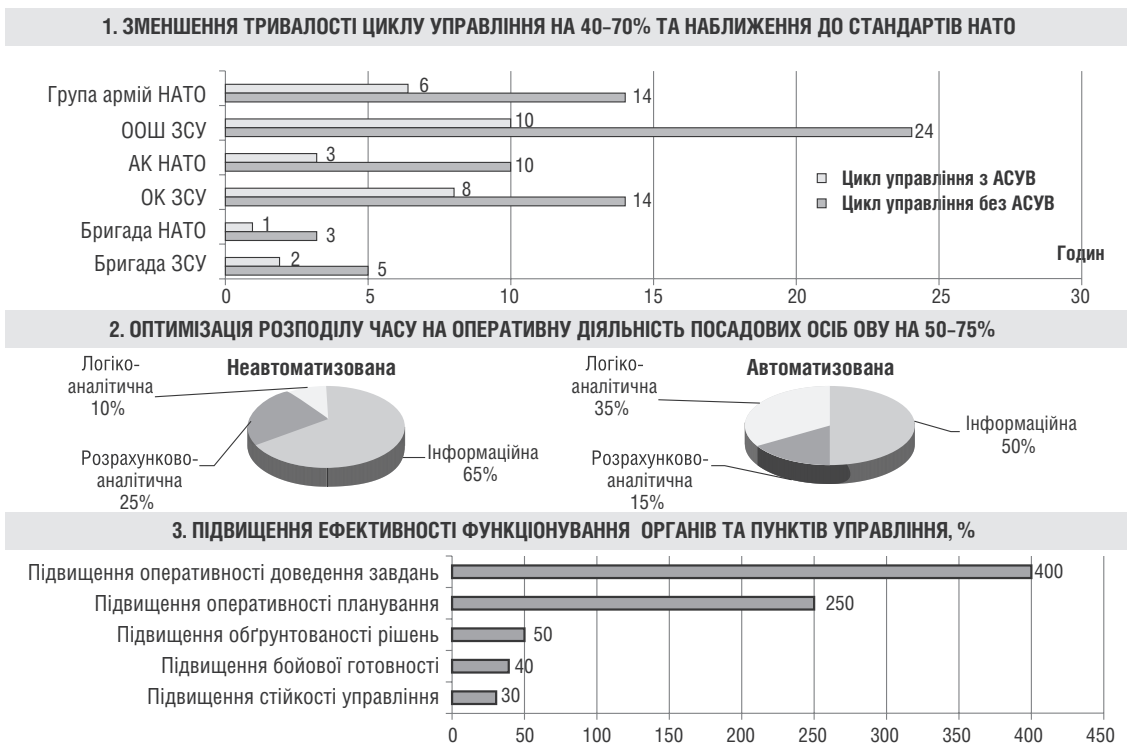 1. ЗМЕНШЕННЯ ТРИВАЛОСТІ ЦИКЛУ УПРАВЛІННЯ НА 40–70% ТА НАБЛИЖЕННЯ ДО СТАНДАРТІВ НАТО
Група армій НАТО
6
14
ООШ ЗСУ
10
24
АК НАТО
3
10
ОК ЗСУ
8
14
Бригада НАТО
1
3
Бригада ЗСУ
2
5
Цикл управління з АСУВ
Цикл управління без АСУВ
Годин
0 5 10 15 20 25 30
2. ОПТИМІЗАЦІЯ РОЗПОДІЛУ ЧАСУ НА ОПЕРАТИВНУ ДІЯЛЬНІСТЬ ПОСАДОВИХ ОСІБ ОВУ НА 50–75%
Неавтоматизована
Логіко-
аналітична
10%
Розрахунково-
аналітична
25%
Інформаційна
65%
Автоматизована
Логіко-
аналітична
35%
Розрахунково-
аналітична
15%
Інформаційна
50%
3. ПІДВИЩЕННЯ ЕФЕКТИВНОСТІ ФУНКЦІОНУВАННЯ ОРГАНІВ ТА ПУНКТІВ УПРАВЛІННЯ, %
Підвищення оперативності доведення завдань 400
Підвищення оперативності планування 250
Підвищення обґрунтованості рішень 50
Підвищення бойової готовності 40
Підвищення стійкості управління 30
0 50 100 150 200 250 300 350 400 450